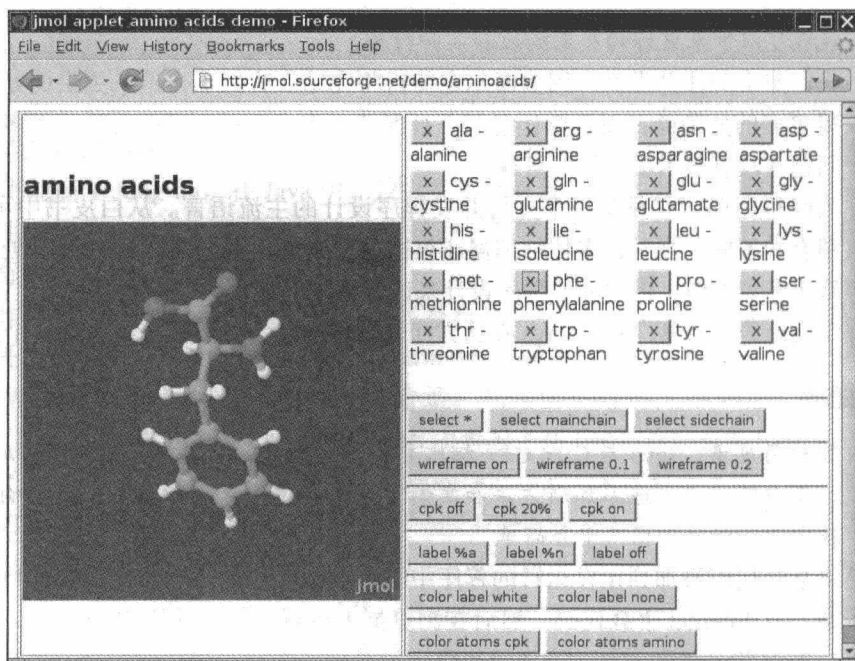 jmol applet amino acids demo - Firefox
File Edit View History Bookmarks Tools Help
http://jmol.sourceforge.net/demo/aminoacids/
amino acids
jmol
x ala - x arg - x asn - x asp -
alanine arginine asparagine aspartate
x cys - x gln - x glu - x gly -
cystine glutamine glutamate glycine
x his - x ile - x leu - x lys -
histidine isoleucine leucine lysine
x met - x phe - x pro - x ser -
methionine phenylalanine proline serine
x thr - x trp - x tyr - x val -
threonine tryptophan tyrosine valine
select * select mainchain select sidechain
wireframe on wireframe 0.1 wireframe 0.2
cpk off cpk 20% cpk on
label %a label %n label off
color label white color label none
color atoms cpk color atoms amino